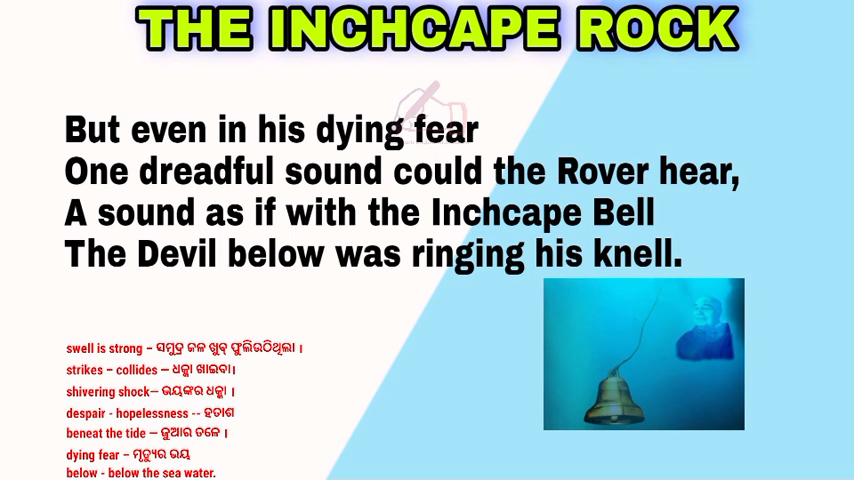 THE INCHCAPE ROCK
But even in his dying fear
One dreadful sound could the Rover hear,
A sound as if with the Inchcape Bell
The Devil below was ringing his knell.
swell is strong – ସମୁଦ୍ର ଜଳ ଖୁବ୍ ଫୁଲିଉଠିଥିଲା ।
strikes – collides – ଧକ୍କା ଖାଇବା।
shivering shock– ଭୟଙ୍କର ଧକ୍କା ।
despair - hopelessness -- ହତାଶ
beneat the tide – ଜୁଆର ତଳେ ।
dying fear – ମୃତ୍ୟୁର ଭୟ
below - below the sea water.